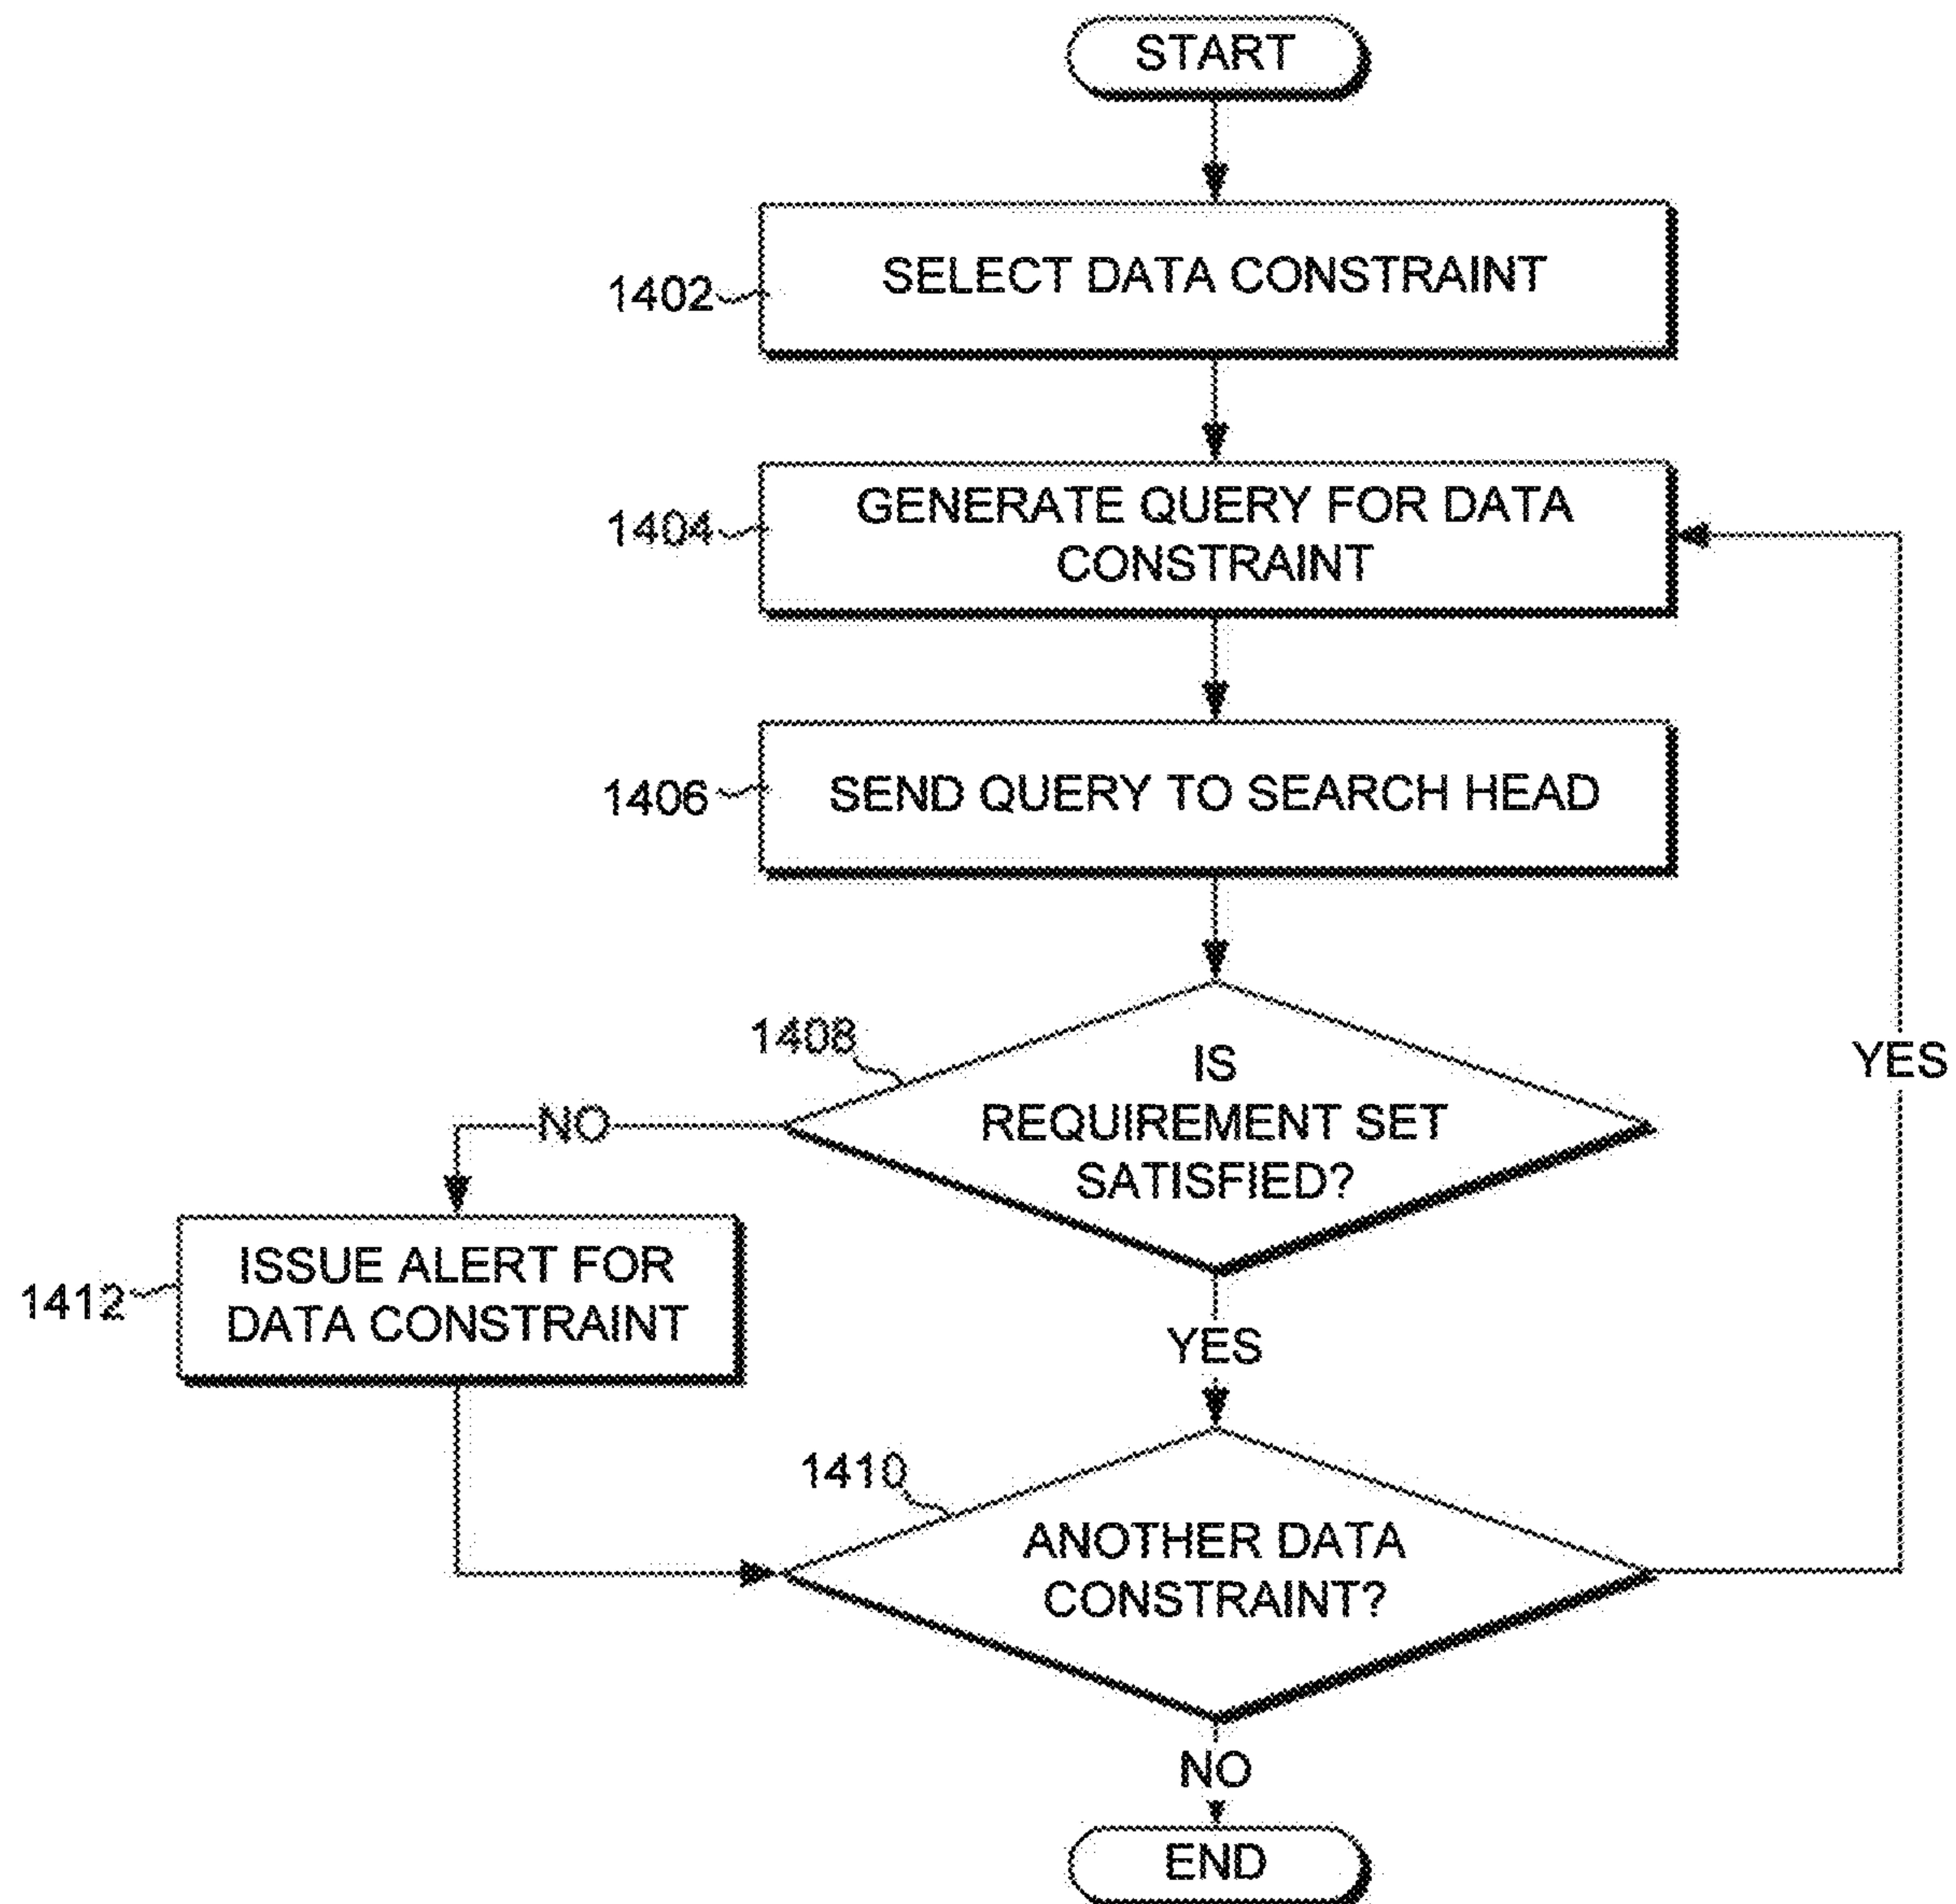 START
SELECT DATA CONSTRAINT
1402
GENERATE QUERY FOR DATA
CONSTRAINT
1404
SEND QUERY TO SEARCH HEAD
1406
1408
IS
REQUIREMENT SET
SATISFIED?
YES
NO
ISSUE ALERT FOR
DATA CONSTRAINT
1412
YES
1410
ANOTHER DATA
CONSTRAINT?
NO
END